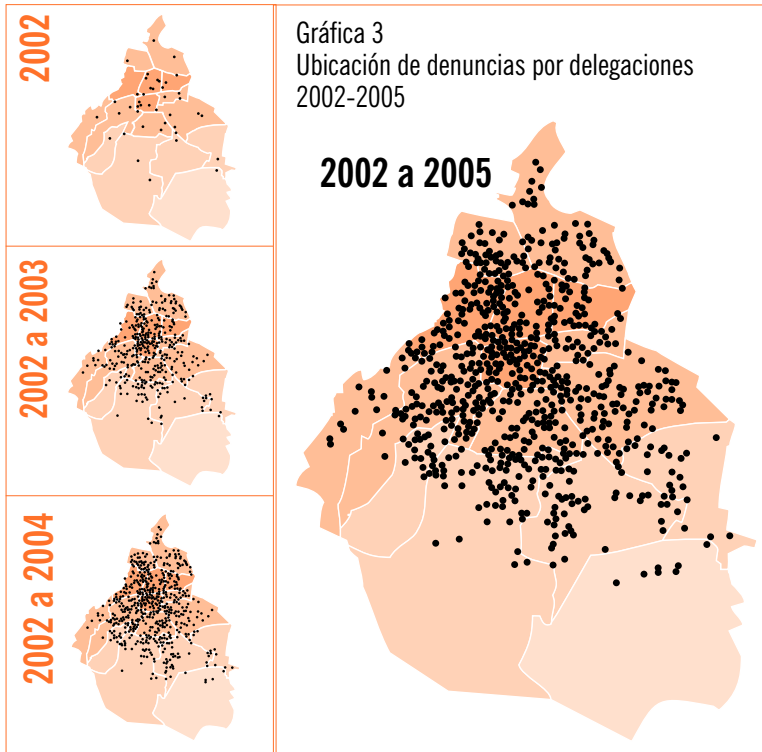 2002
Gráfica 3
Ubicación de denuncias por delegaciones
2002-2005
2002 a 2005
2002 a 2003
2002 a 2004